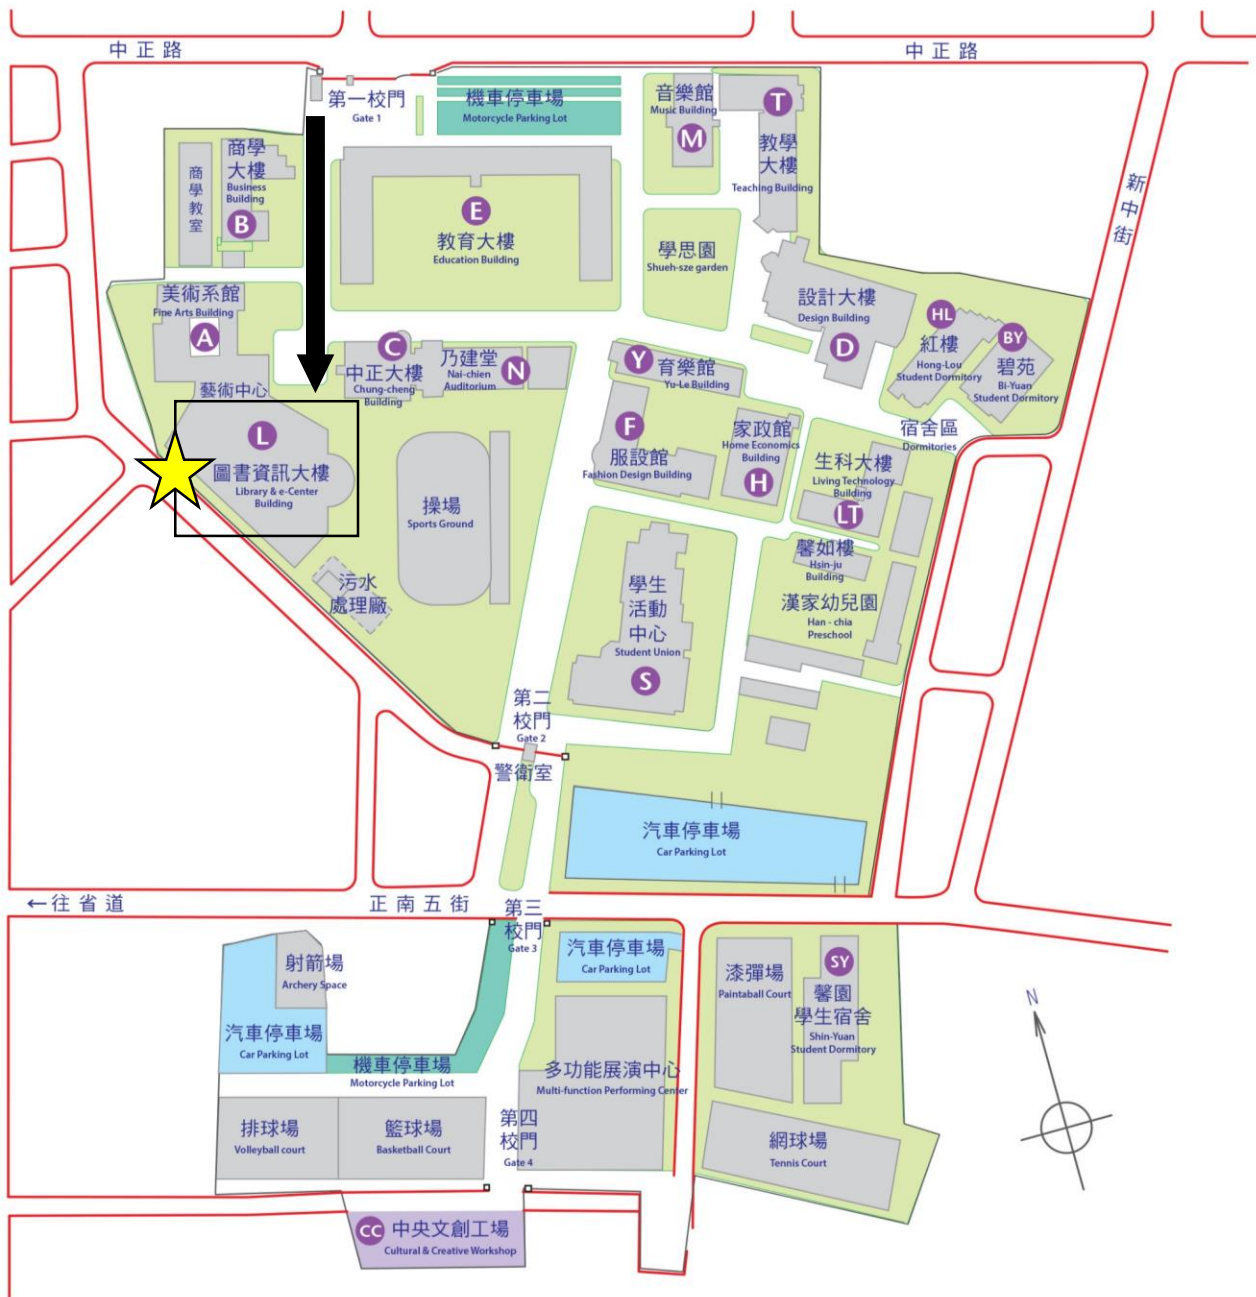 中正路
中正路
第一校門
Gate 1
機車停車場
Motorcycle Parking Lot
音樂館
Music Building
M
T
教學
大樓
Teaching Building
新中街
商學
大樓
Business
Building
B
商學教室
E
教育大樓
Education Building
學思園
Shueh-sze garden
美術系館
Fine Arts Building
A
藝術中心
設計大樓
Design Building
D
HL
紅樓
Hong-Lou
Student Dormitory
BY
碧苑
Bi-Yuan
Student Dormitory
C
中正大樓
Chung-cheng
Building
乃建堂
Nai-chien
Auditorium
N
Y
育樂館
Yu-Le Building
F
服設館
Fashion Design Building
家政館
Home Economics
Building
H
宿舍區
Dormitories
生科大樓
Living Technology
Building
LT
L
圖書資訊大樓
Library & e-Center
Building
操場
Sports Ground
污水
處理廠
馨如樓
Hsin-ju
Building
漢家幼兒園
Han - chia
Preschool
學生
活動
中心
Student Union
S
第二
校門
Gate 2
警衛室
汽車停車場
Car Parking Lot
←往省道
正南五街
第三
校門
Gate 3
射箭場
Archery Space
汽車停車場
Car Parking Lot
機車停車場
Motorcycle Parking Lot
汽車停車場
Car Parking Lot
多功能展演中心
Multi-function Performing Center
漆彈場
Paintaball Court
SY
馨園
學生宿舍
Shin-Yuan
Student Dormitory
N
排球場
Volleyball court
籃球場
Basketball Court
第四
校門
Gate 4
網球場
Tennis Court
CC
中央文創工場
Cultural & Creative Workshop